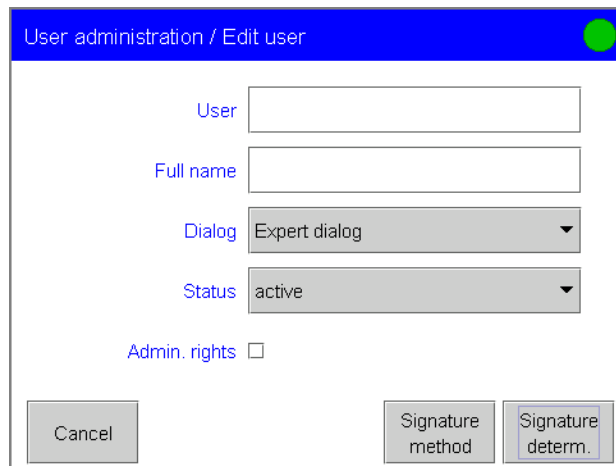 User administration / Edit user
User
Full name
Dialog Expert dialog
Status active
Admin. rights
Cancel
Signature method
Signature determ.